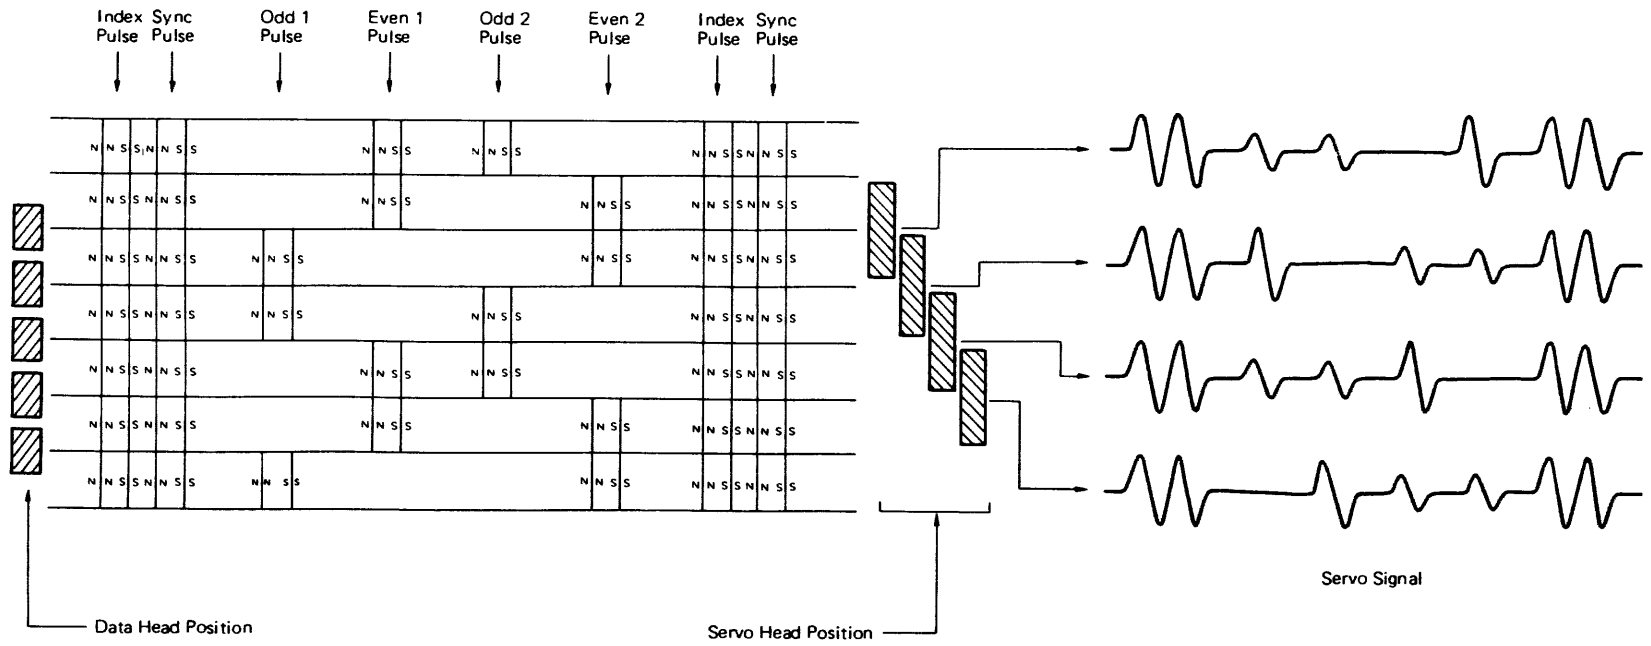 Index Sync Odd 1 Even 1 Odd 2 Even 2 Index Sync
Pulse Pulse Pulse Pulse Pulse Pulse Pulse Pulse
N N S S N N S S N N S S N N S S N N S S N N S S
N N S S N N S S N N S S N N S S N N S S N N S S
N N S S N N S S N N S S N N S S N N S S N N S S
N N S S N N S S N N S S N N S S N N S S N N S S
N N S S N N S S N N S S N N S S N N S S N N S S
N N S S N N S S N N S S N N S S N N S S N N S S
N N S S N N S S N N S S N N S S N N S S N N S S
Servo Signal
Data Head Position
Servo Head Position